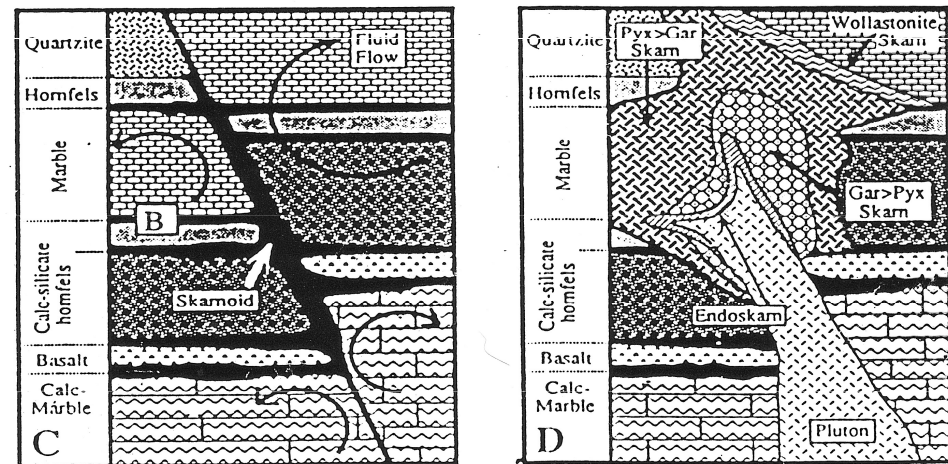 Quartzite
Hornfels
Marble
Calc-silicate
hornfels
Basalt
Calc-
Marble
C
Fluid
Flow
B
Skarnoid
Quartzite
Hornfels
Marble
Calc-silicate
hornfels
Basalt
Calc-
Marble
D
Pyx>Gar
Skarn
Wollastonite
Skarn
Gar>Pyx
Skarn
Endoskarn
Pluton